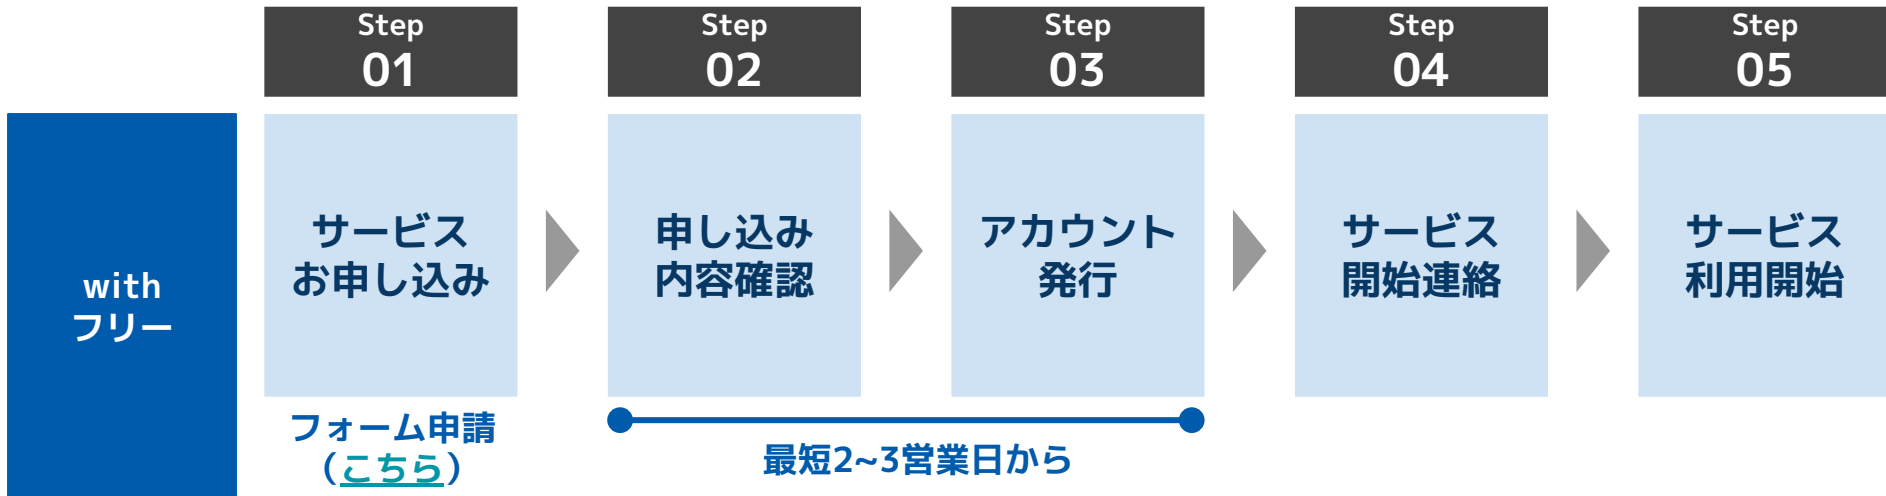 Step
01
Step
02
Step
03
Step
04
Step
05
with
フリー
サービス
お申し込み
申し込み
内容確認
アカウント
発行
サービス
開始連絡
サービス
利用開始
フォーム申請
（こちら）
最短2~3営業日から